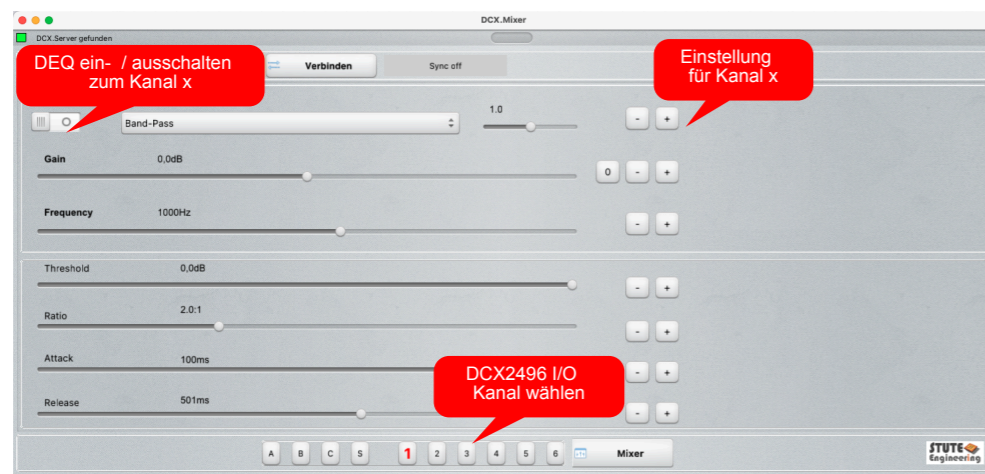 DCX.Mixer
DCX.Server gefunden
DEQ ein- / ausschalten
zum Kanal x
Verbinden
Sync off
Einstellung
für Kanal x
Band-Pass
1.0
- +
Gain 0,0dB
0 - +
Frequency 1000Hz
- +
Threshold 0,0dB
- +
Ratio 2.0:1
- +
Attack 100ms
- +
DCX2496 I/O
Kanal wählen
Release 501ms
- +
A B C S 1 2 3 4 5 6 Mixer
STUTE
Engineering